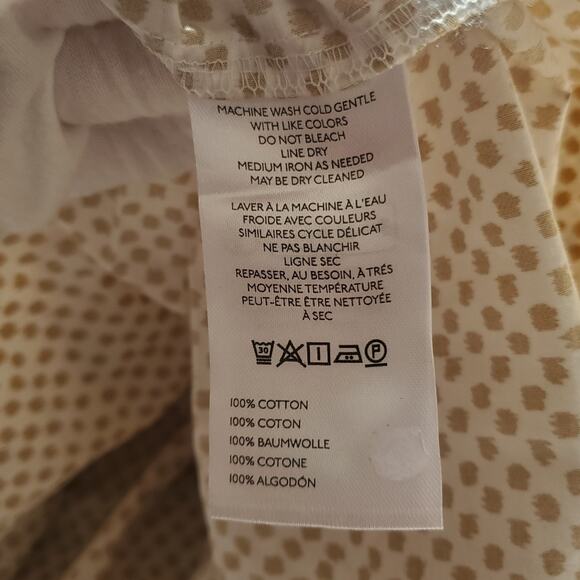 MACHINE WASH COLD GENTLE
WITH LIKE COLORS
DO NOT BLEACH
LINE DRY
MEDIUM IRON AS NEEDED
MAY BE DRY CLEANED
LAVER À LA MACHINE À L'EAU
FROIDE AVEC COULEURS
SIMILAIRES CYCLE DÉLICAT
NE PAS BLANCHIR
LIGNE SEC
REPASSER, AU BESOIN, À TRÉS
MOYENNE TEMPÉRATURE
PEUT-ÊTRE ÊTRE NETTOYÉE
À SEC
30 P
100% COTTON
100% COTON
100% BAUMWOLLE
100% COTONE
100% ALGODÓN